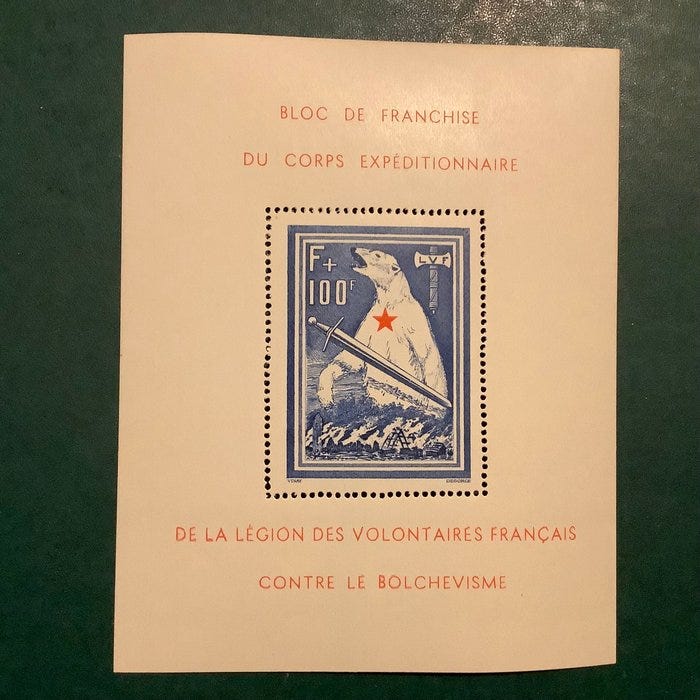 BLOC DE FRANCHISE
DU CORPS EXPÉDITIONNAIRE
F+
100F
LVF
DE LA LÉGION DES VOLONTAIRES FRANÇAIS
CONTRE LE BOLCHEVISME